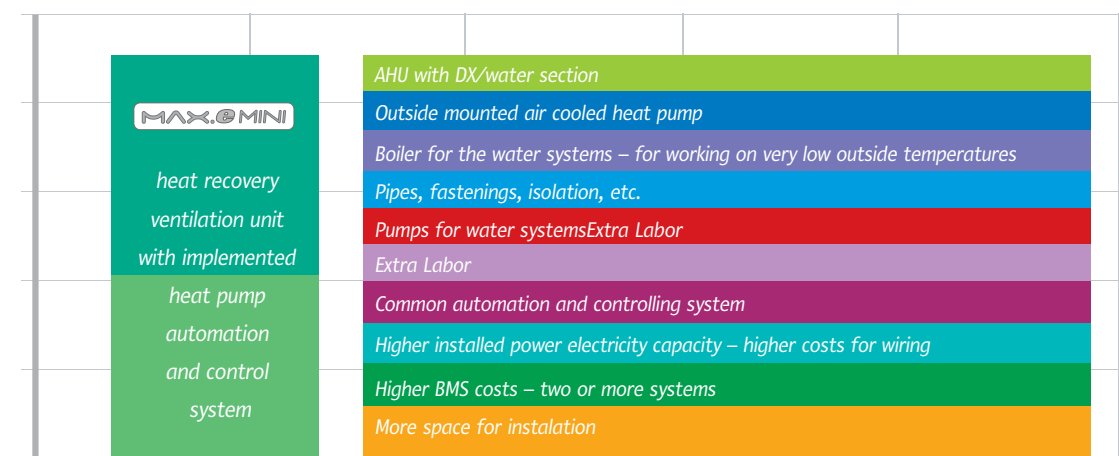 MAX.e MINI
heat recovery
ventilation unit
with implemented
heat pump
automation
and control
system
AHU with DX/water section
Outside mounted air cooled heat pump
Boiler for the water systems – for working on very low outside temperatures
Pipes, fastenings, isolation, etc.
Pumps for water systemsExtra Labor
Extra Labor
Common automation and controlling system
Higher installed power electricity capacity – higher costs for wiring
Higher BMS costs – two or more systems
More space for instalation